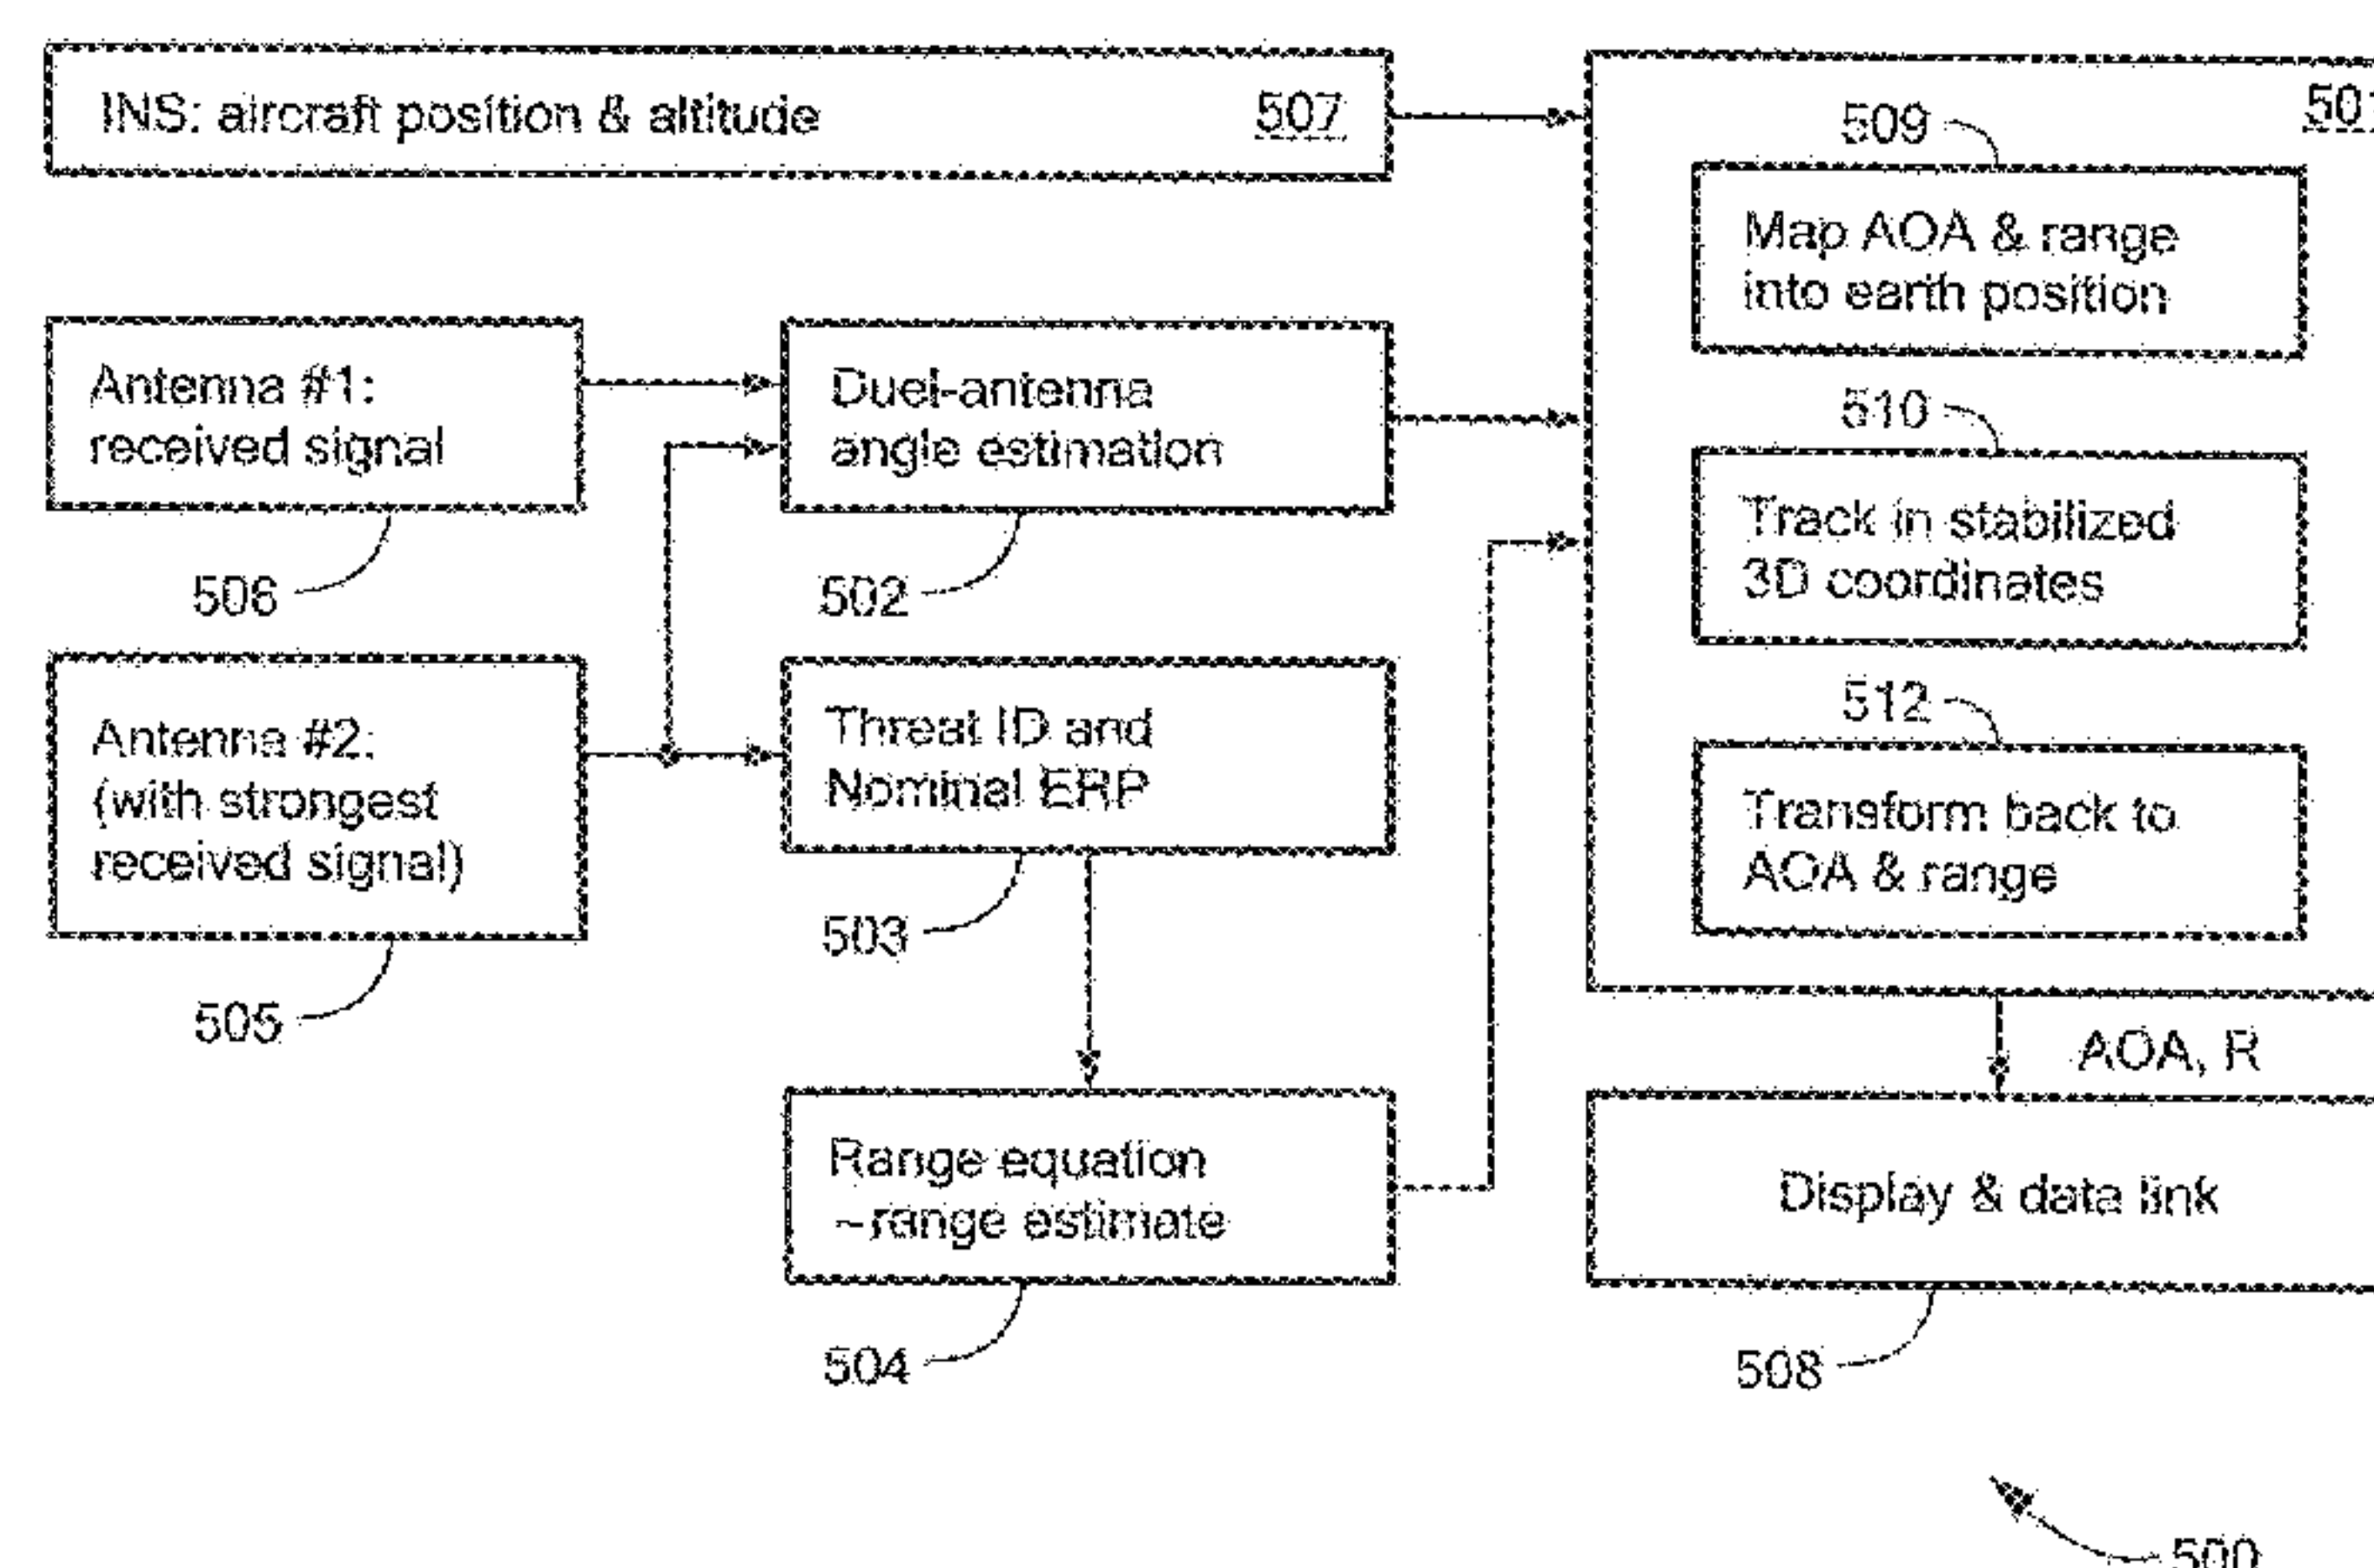 INS: aircraft position & altitude 507
509
Map AOA & range
into earth position
Antenna #1:
received signal
506
Duel-antenna
angle estimation
502
510
Track in stabilized
3D coordinates
Antenna #2:
(with strongest
received signal)
505
Threat ID and
Nominal ERP
503
512
Transform back to
AOA & range
AOA, R
Range equation
~range estimate
504
Display & data link
508
500